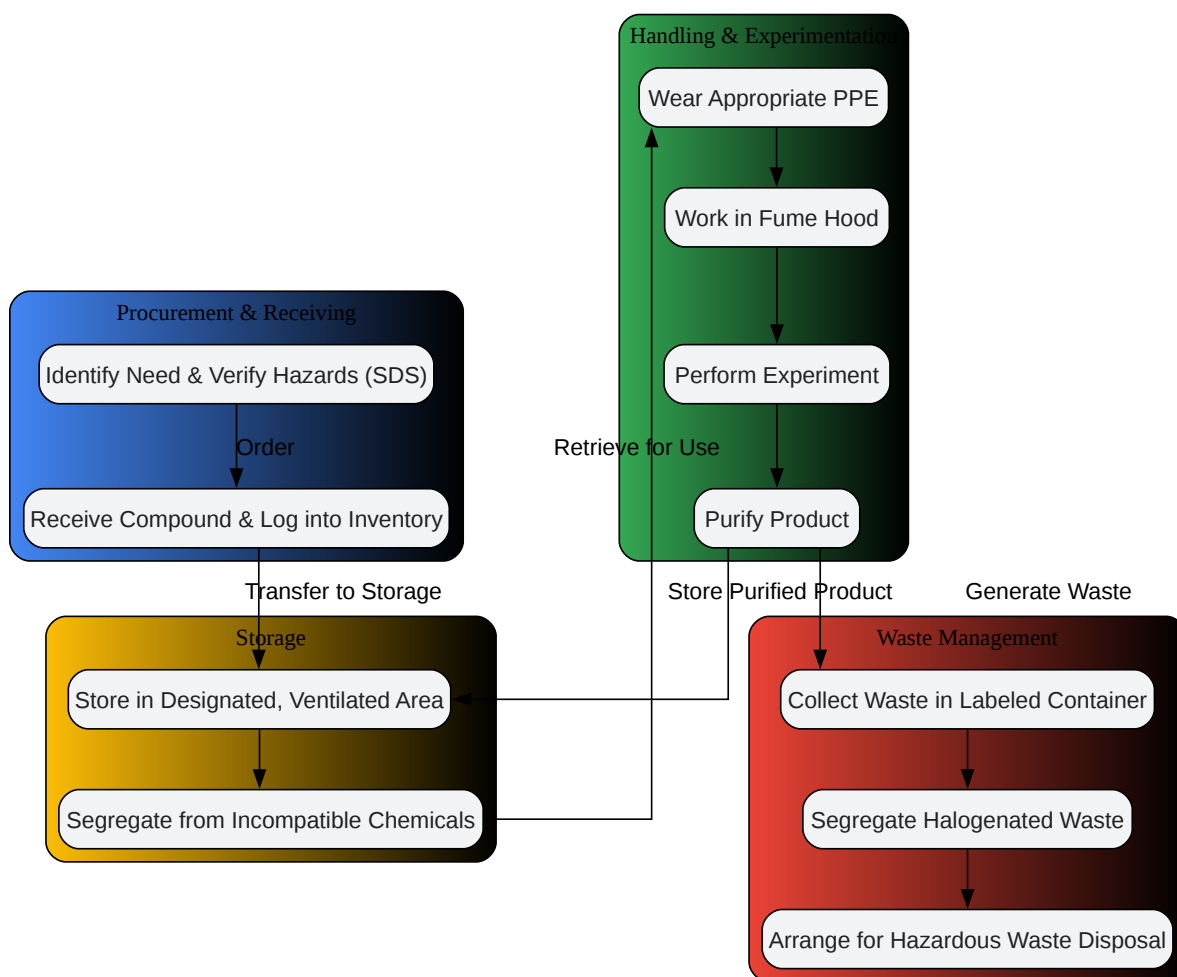 Handling & Experimentation
Wear Appropriate PPE
Work in Fume Hood
Procurement & Receiving
Identify Need & Verify Hazards (SDS)
Perform Experiment
Order
Retrieve for Use
Receive Compound & Log into Inventory
Purify Product
Transfer to Storage
Store Purified Product
Generate Waste
Storage
Waste Management
Store in Designated, Ventilated Area
Collect Waste in Labeled Container
Segregate from Incompatible Chemicals
Segregate Halogenated Waste
Arrange for Hazardous Waste Disposal